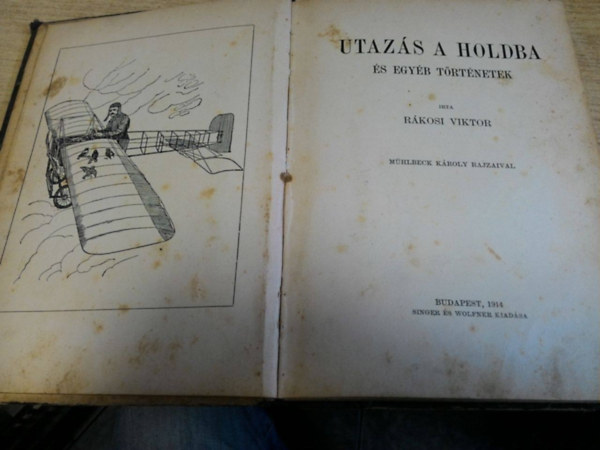 UTAZÁS A HOLDBA
ÉS EGYÉB TÖRTÉNETEK
IRTA
RÁKOSI VIKTOR
MÜHLBECK KÁROLY RAJZAIVAL
BUDAPEST, 1914
SINGER ÉS WOLFNER KIADÁSA